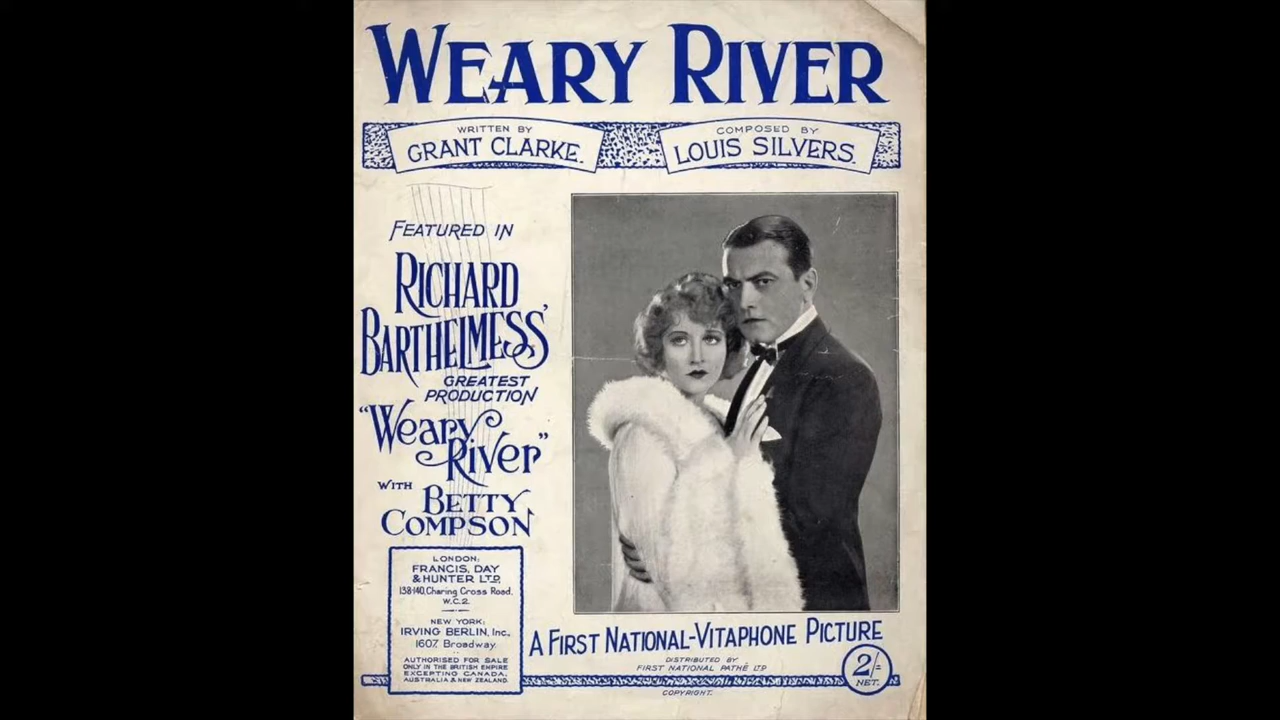 WEARY RIVER
WRITTEN BY
GRANT CLARKE.
COMPOSED BY
LOUIS SILVERS.
FEATURED IN
RICHARD
BARTHELMESS'
GREATEST
PRODUCTION
"WEARY
RIVER"
WITH
BETTY
COMPSON
LONDON:
FRANCIS, DAY
& HUNTER LTD.
138-140, Charing Cross Road.
W.C.2.
NEW YORK:
IRVING BERLIN, Inc.,
1607, Broadway.
AUTHORISED FOR SALE
ONLY IN THE BRITISH EMPIRE
EXCEPTING CANADA,
AUSTRALIA & NEW ZEALAND.
A FIRST NATIONAL-VITAPHONE PICTURE
DISTRIBUTED BY
FIRST NATIONAL PATHÉ LTD
COPYRIGHT.
2/=
NET.